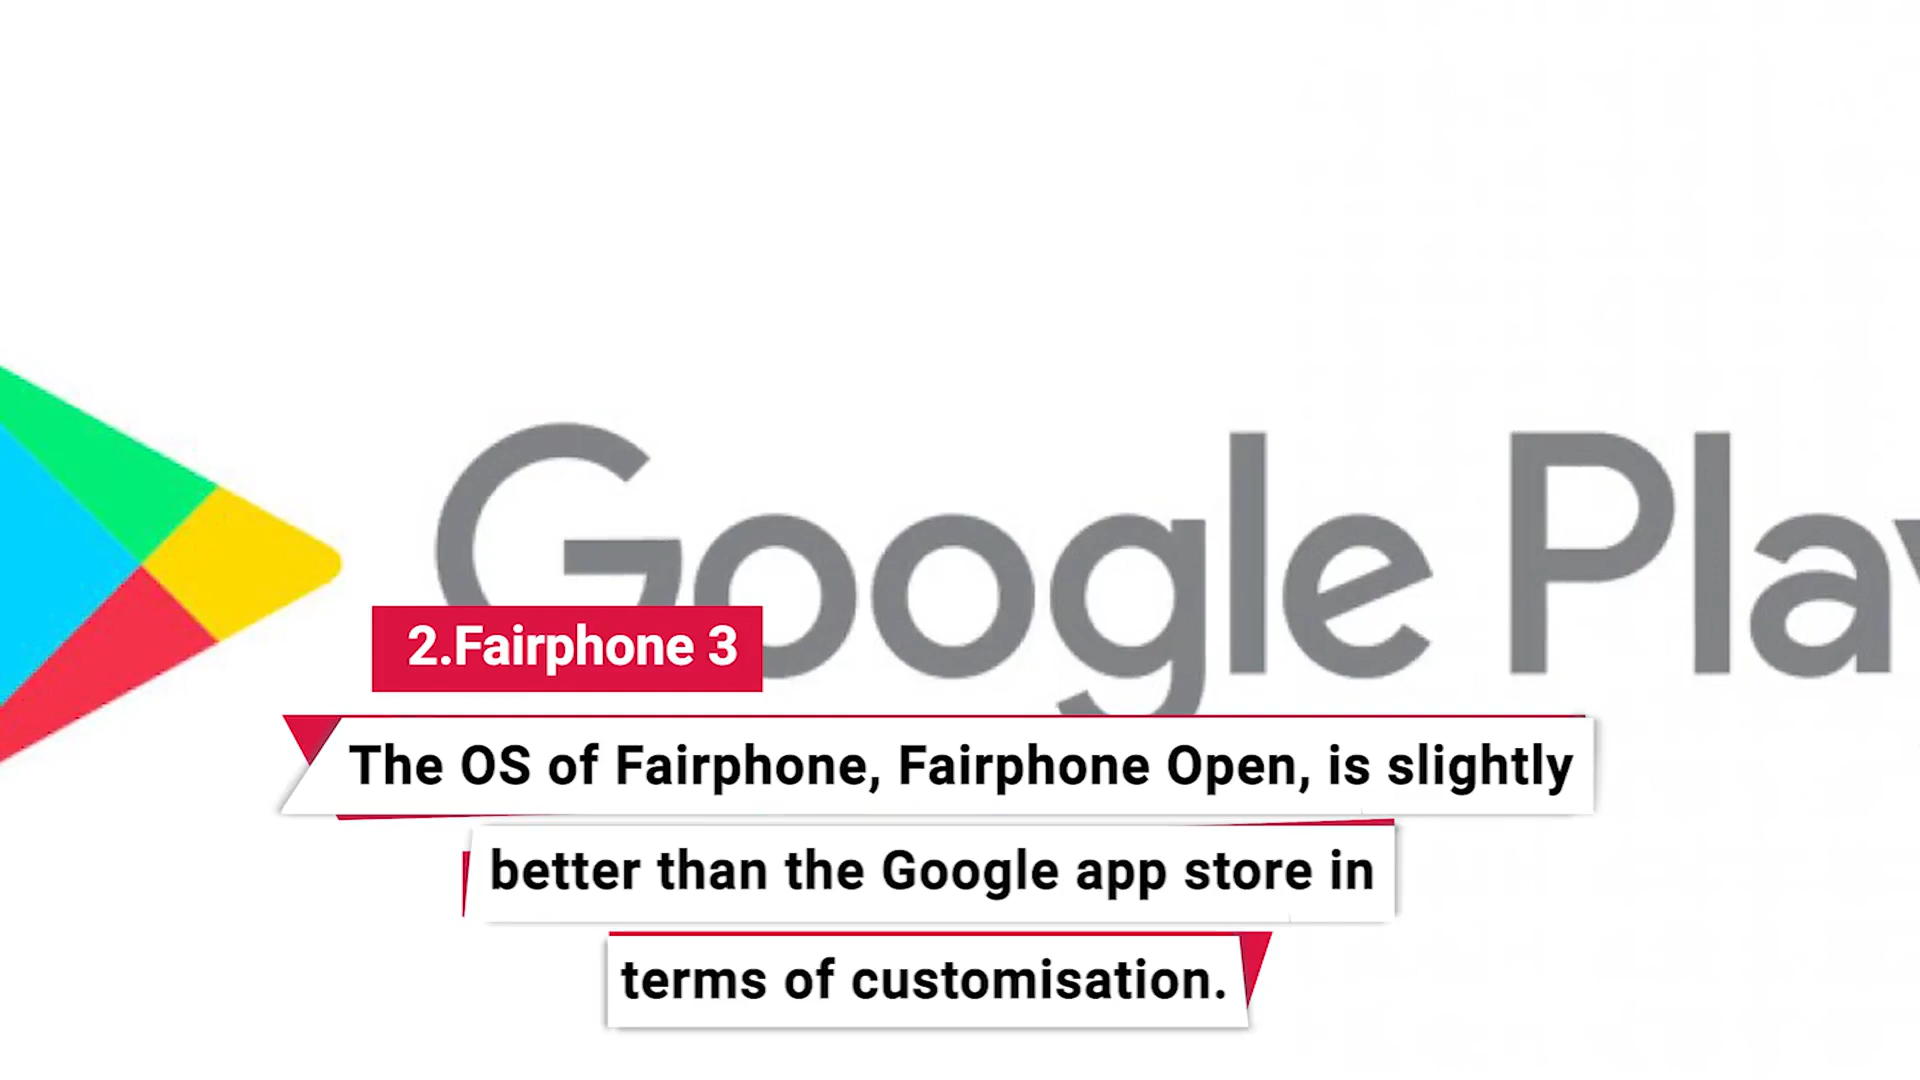 Google Play
2.Fairphone 3
The OS of Fairphone, Fairphone Open, is slightly
better than the Google app store in
terms of customisation.